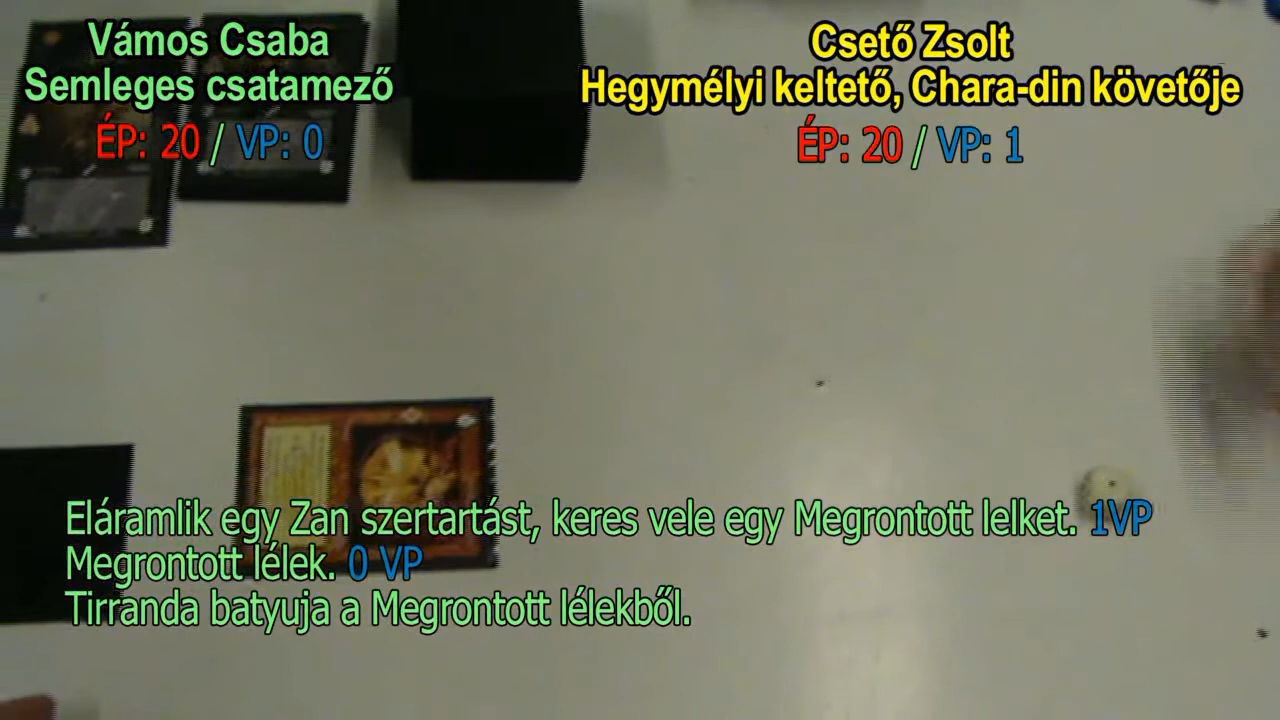 Vámos Csaba
Semleges csatamező
ÉP: 20 / VP: 0
Csető Zsolt
Hegymélyi keltető, Chara-din követője
ÉP: 20 / VP: 1
Eláramlik egy Zan szertartást, keres vele egy Megrontott lelket. 1VP
Megrontott lélek. 0 VP
Tirranda batyuja a Megrontott lélekből.